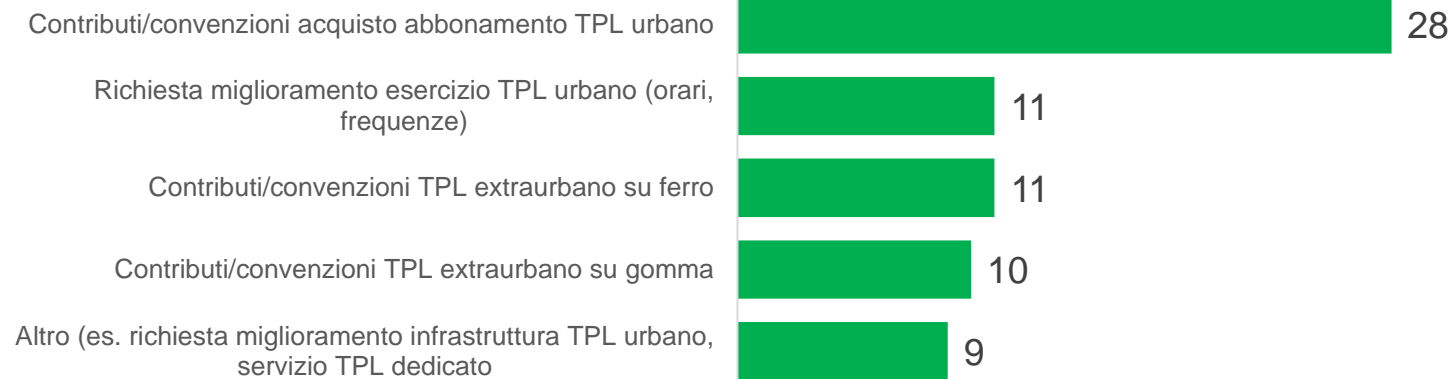 Contributi/convenzioni acquisto abbonamento TPL urbano
28
Richiesta miglioramento esercizio TPL urbano (orari,
frequenze)
11
Contributi/convenzioni TPL extraurbano su ferro
11
Contributi/convenzioni TPL extraurbano su gomma
10
Altro (es. richiesta miglioramento infrastruttura TPL urbano,
servizio TPL dedicato
9